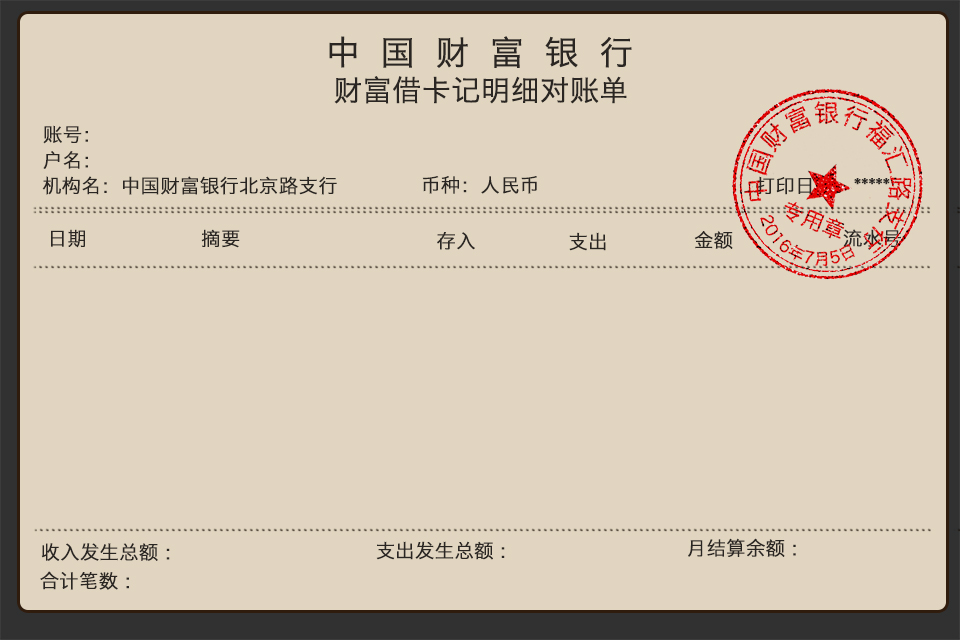 中国财富银行
财富借卡记明细对账单
账号：
户名：
机构名：中国财富银行北京路支行
币种：人民币
打印日 *****
日期 摘要 存入 支出 金额 流水号
中国财富银行福汇路支行
专用章
2016年7月5日
收入发生总额：
支出发生总额：
月结算余额：
合计笔数：